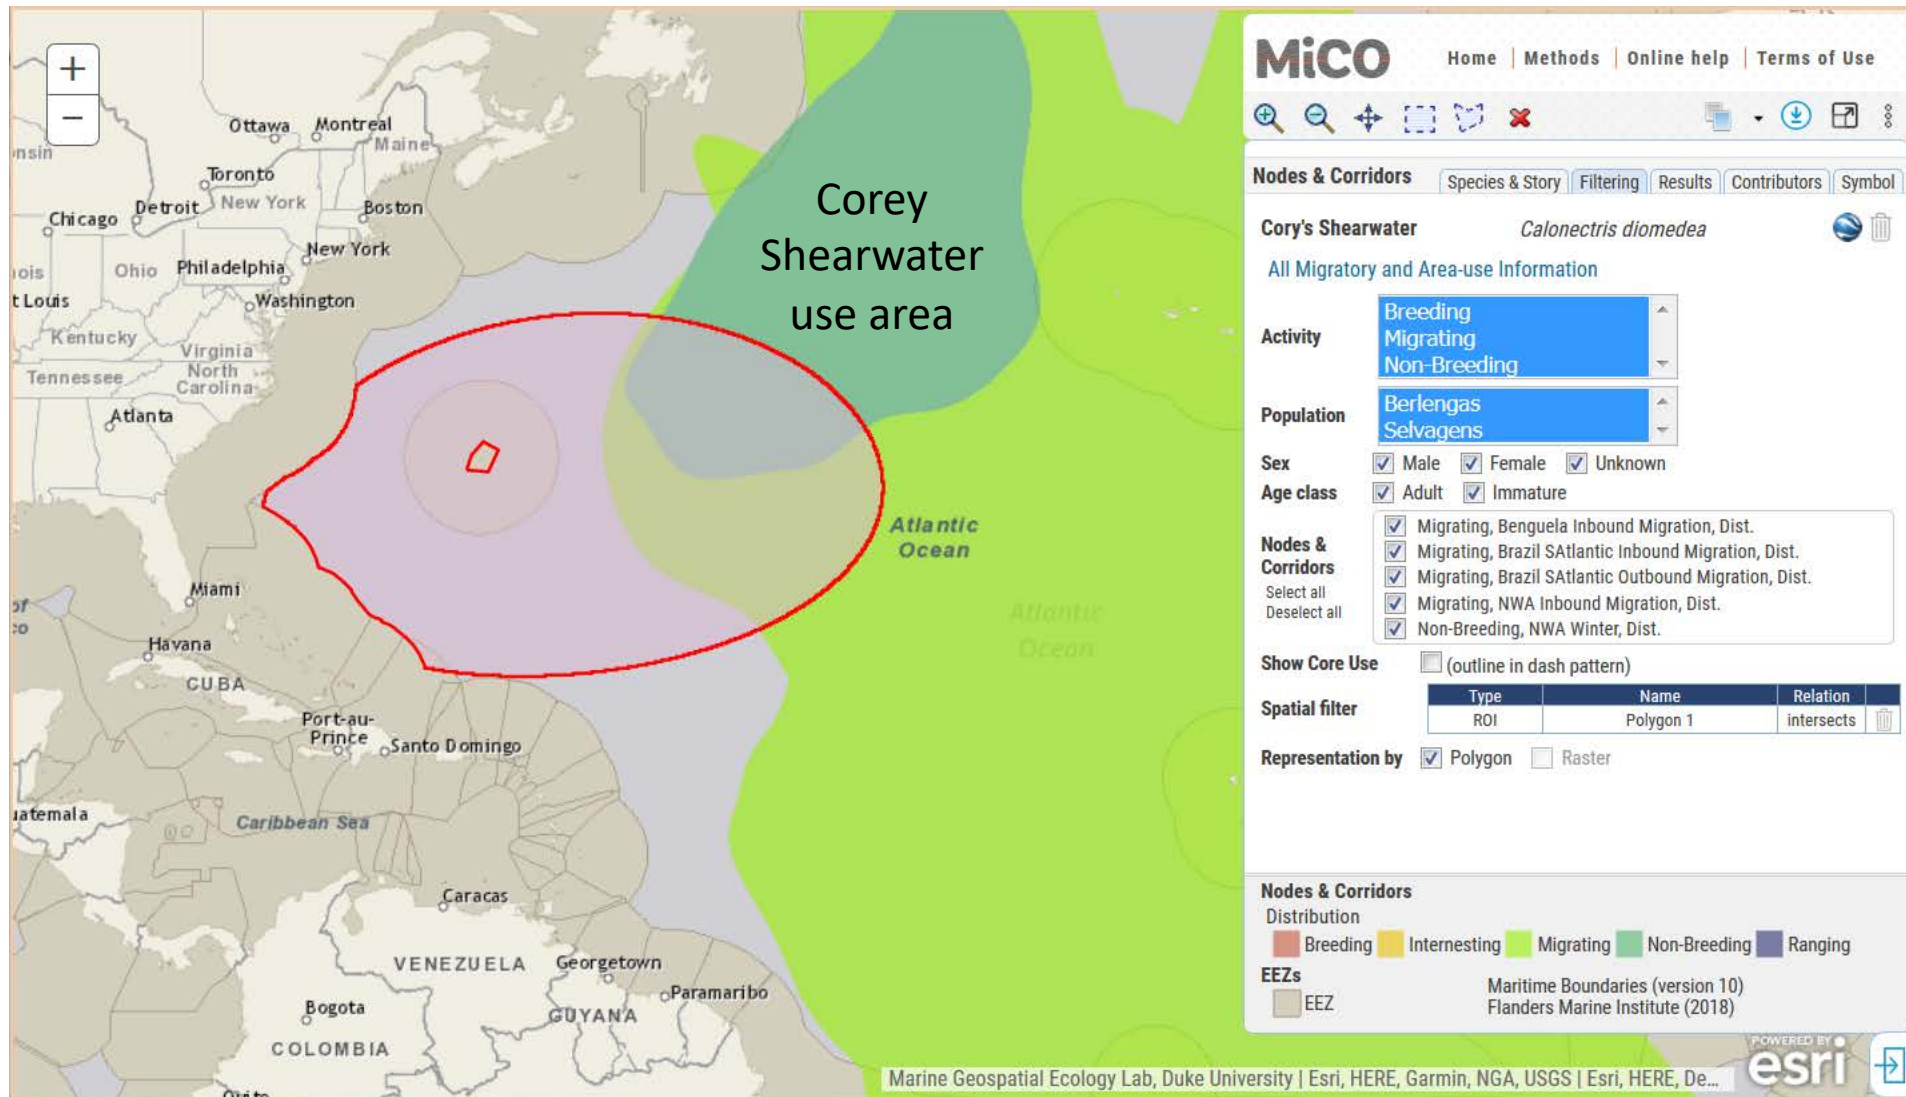 +
−
Ottawa
Montreal
Maine
nsin
Toronto
New York
Boston
Detroit
Chicago
New York
Ohio
Philadelphia
t Louis
Washington
Kentucky
Virginia
North
Carolina
Tennessee
Atlanta
Miami
of
co
Havana
CUBA
Port-au-
Prince
Santo Domingo
uatemala
Caribbean Sea
Caracas
VENEZUELA
Georgetown
Paramaribo
Bogota
GUYANA
COLOMBIA
Corey
Shearwater
use area
Atlantic
Ocean
Atlantic
Ocean
MiCO
Home | Methods | Online help | Terms of Use
Nodes & Corridors Species & Story Filtering Results Contributors Symbol
Cory's Shearwater Calonectris diomedea
All Migratory and Area-use Information
Activity
Breeding
Migrating
Non-Breeding
Population
Berlengas
Selvagens
Sex Male Female Unknown
Age class Adult Immature
Nodes &
Corridors
Select all
Deselect all
Migrating, Benguela Inbound Migration, Dist.
Migrating, Brazil SAtlantic Inbound Migration, Dist.
Migrating, Brazil SAtlantic Outbound Migration, Dist.
Migrating, NWA Inbound Migration, Dist.
Non-Breeding, NWA Winter, Dist.
Show Core Use (outline in dash pattern)
Spatial filter
Type Name Relation
ROI Polygon 1 intersects
Representation by Polygon Raster
Nodes & Corridors
Distribution
Breeding Internesting Migrating Non-Breeding Ranging
EEZs
EEZ
Maritime Boundaries (version 10)
Flanders Marine Institute (2018)
POWERED BY
esri
Marine Geospatial Ecology Lab, Duke University | Esri, HERE, Garmin, NGA, USGS | Esri, HERE, De...